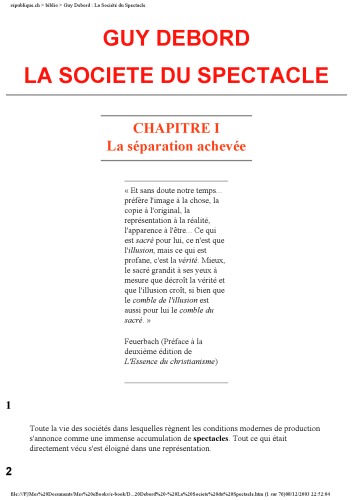 republique.ch > biblio > Guy Debord : La Societé du Spectacle
GUY DEBORD
LA SOCIETE DU SPECTACLE
CHAPITRE I
La séparation achevée
« Et sans doute notre temps...
préfère l'image à la chose, la
copie à l'original, la
représentation à la réalité,
l'apparence à l'être... Ce qui
est sacré pour lui, ce n'est que
l'illusion, mais ce qui est
profane, c'est la vérité. Mieux,
le sacré grandit à ses yeux à
mesure que décroît la vérité et
que l'illusion croît, si bien que
le comble de l'illusion est
aussi pour lui le comble du
sacré. »
Feuerbach (Préface à la
deuxième édition de
L'Essence du christianisme)
1
Toute la vie des sociétés dans lesquelles règnent les conditions modernes de production
s'annonce comme une immense accumulation de spectacles. Tout ce qui était
directement vécu s'est éloigné dans une représentation.
2
file:///F|/Mes%20Documents/Mes%20eBooks/e-book/D...20Debord%20-%20La%20Societe%20du%20Spectacle.htm (1 sur 76)08/12/2003 22:52:04